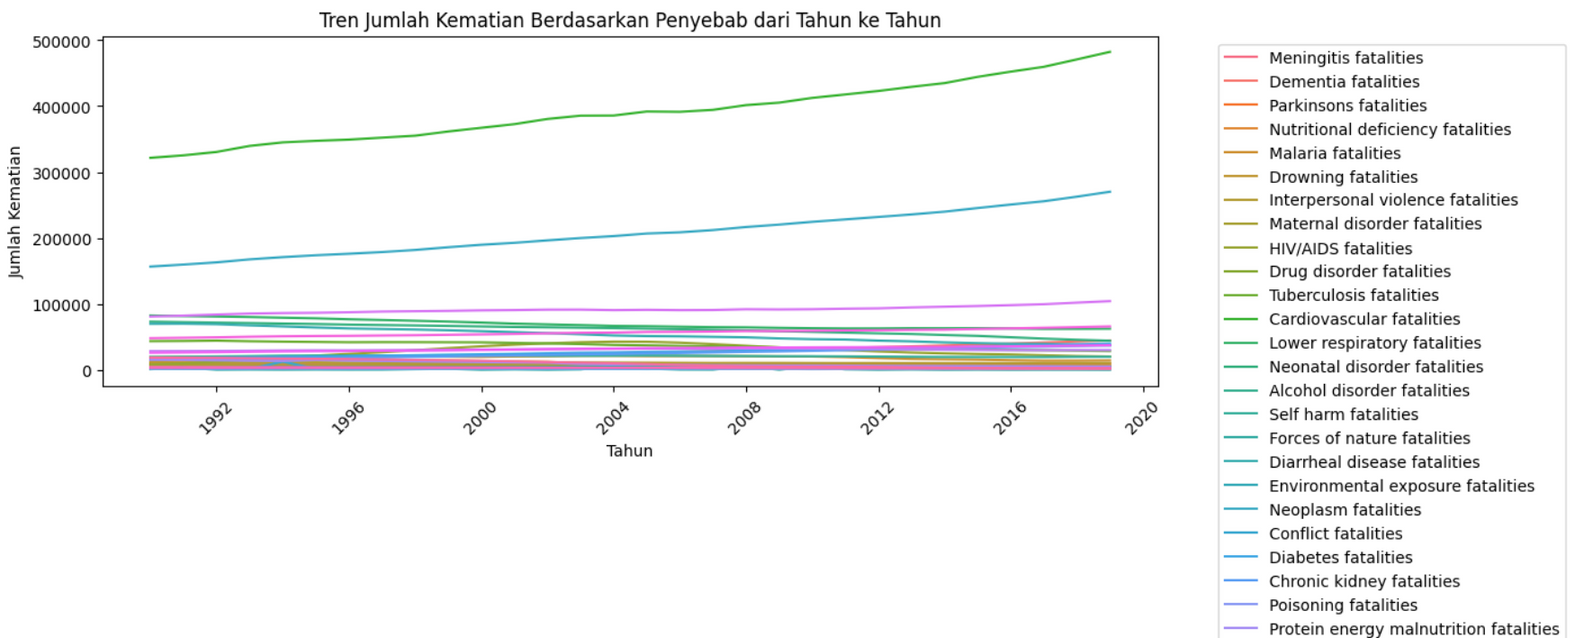 Tren Jumlah Kematian Berdasarkan Penyebab dari Tahun ke Tahun
500000
400000
300000
200000
100000
0
Jumlah Kematian
1992
1996
2000
2004
2008
2012
2016
2020
Tahun
Meningitis fatalities
Dementia fatalities
Parkinsons fatalities
Nutritional deficiency fatalities
Malaria fatalities
Drowning fatalities
Interpersonal violence fatalities
Maternal disorder fatalities
HIV/AIDS fatalities
Drug disorder fatalities
Tuberculosis fatalities
Cardiovascular fatalities
Lower respiratory fatalities
Neonatal disorder fatalities
Alcohol disorder fatalities
Self harm fatalities
Forces of nature fatalities
Diarrheal disease fatalities
Environmental exposure fatalities
Neoplasm fatalities
Conflict fatalities
Diabetes fatalities
Chronic kidney fatalities
Poisoning fatalities
Protein energy malnutrition fatalities